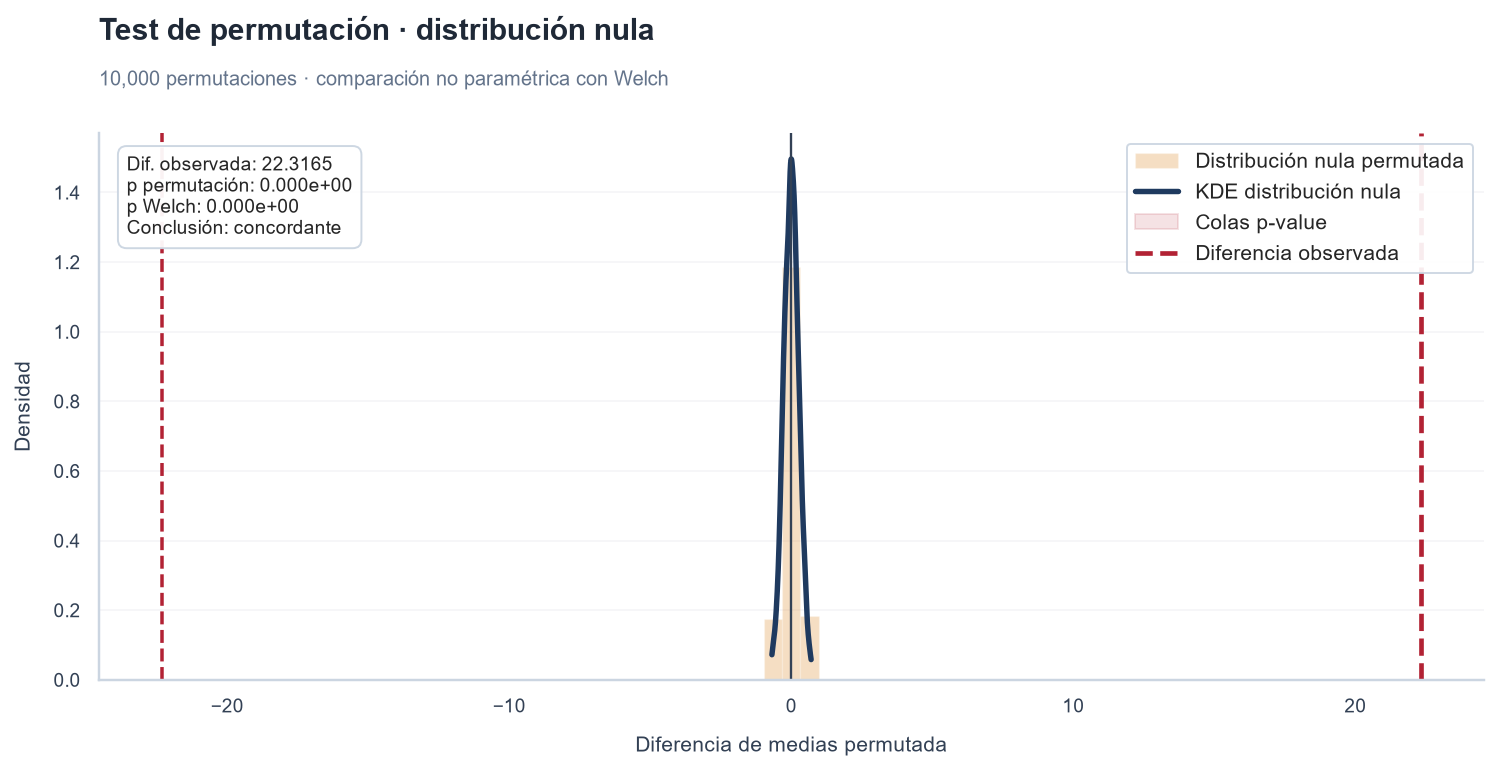 Test de permutación · distribución nula
10,000 permutaciones · comparación no paramétrica con Welch
Dif. observada: 22.3165
p permutación: 0.000e+00
p Welch: 0.000e+00
Conclusión: concordante
Distribución nula permutada
KDE distribución nula
Colas p-value
Diferencia observada
Densidad
1.4
1.2
1.0
0.8
0.6
0.4
0.2
0.0
−20
−10
0
10
20
Diferencia de medias permutada